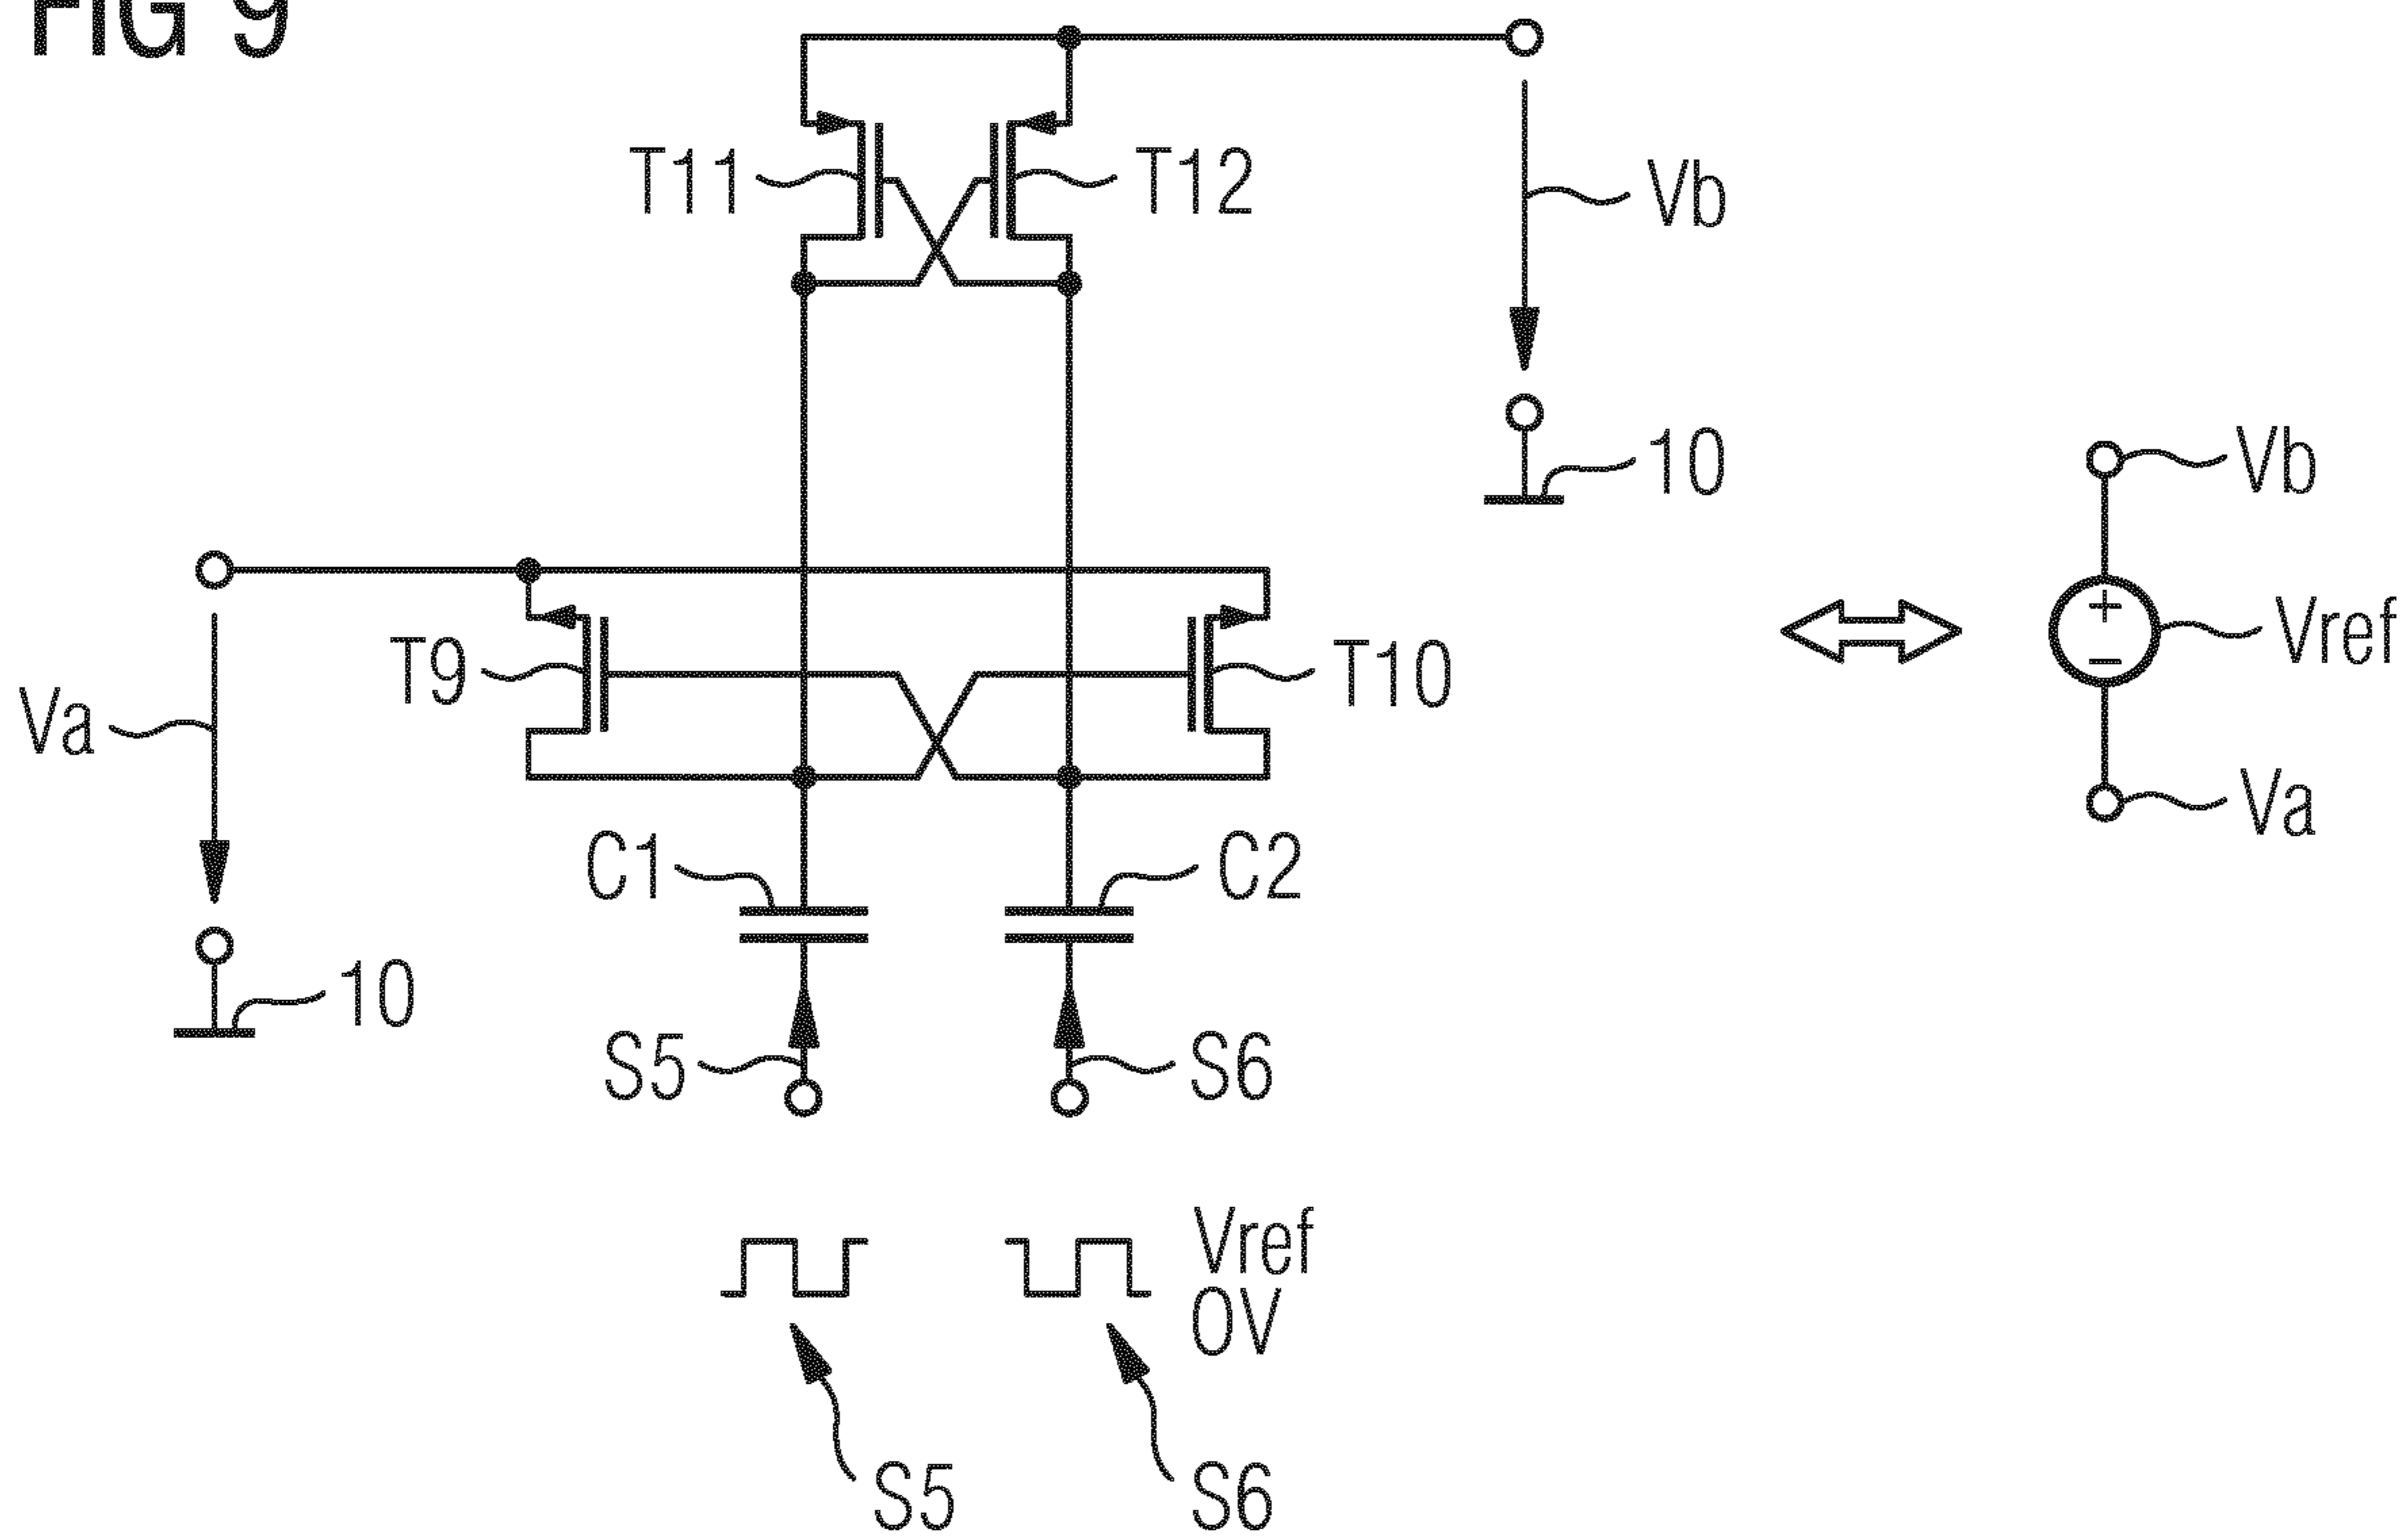 FIG 9
T11
T12
Vb
10
Vb
Vref
+
−
Va
T9
T10
Va
C1
C2
10
S5
S6
Vref
0V
S5
S6